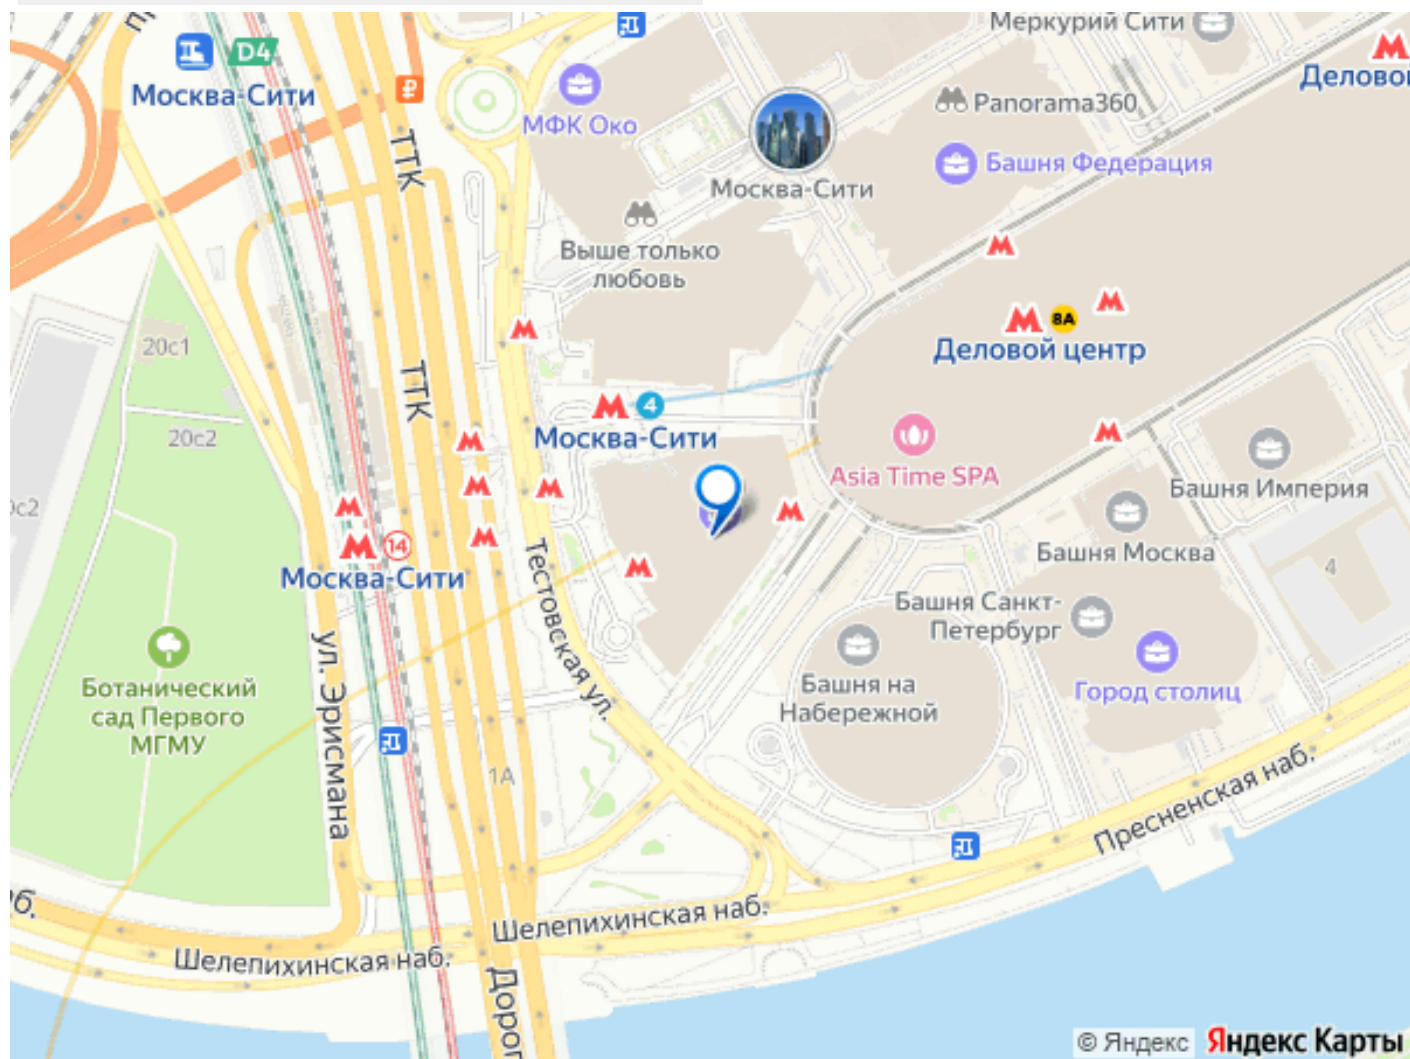 Меркурий Сити
D4
Москва-Сити
₽
МФК Око
Panorama360
Деловой
ТТК
Башня Федерация
Москва-Сити
Выше только
любовь
20с1
8А
Деловой центр
ТТК
4
Москва-Сити
20с2
Asia Time SPA
Башня Империя
Башня Москва
14
Москва-Сити
4
Башня Санкт-
Петербург
Тестовская ул.
ул. Эрисмана
Ботанический
сад Первого
МГМУ
Башня на
Набережной
Город столиц
1А
Пресненская наб.
Шелепихинская наб.
Шелепихинская наб.
© Яндекс Яндекс Карты